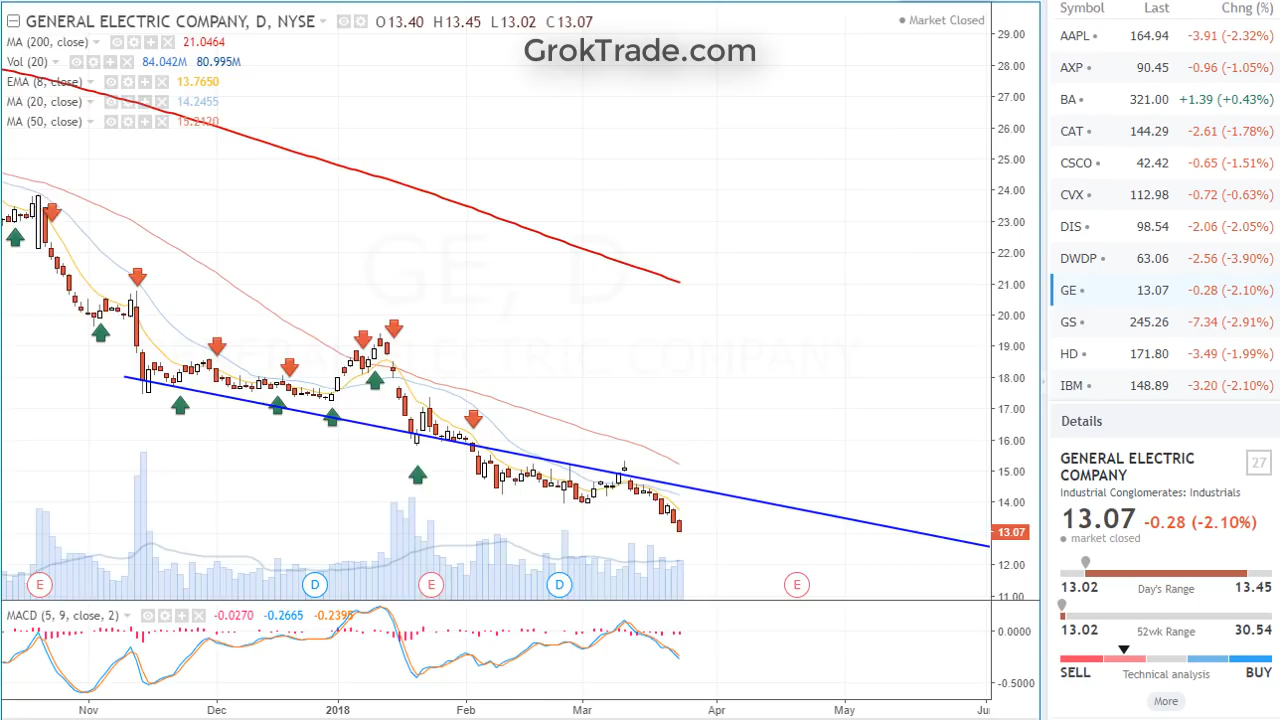 GENERAL ELECTRIC COMPANY, D, NYSE O13.40 H13.45 L13.02 C13.07
Market Closed
GrokTrade.com
MA (200, close) 21.0464
Vol (20) 84.042M 80.995M
EMA (8, close) 13.7650
MA (20, close) 14.2455
MA (50, close) 15.2120
GE, D
GENERAL ELECTRIC COMPANY
29.00
28.00
27.00
26.00
25.00
24.00
23.00
22.00
21.00
20.00
19.00
18.00
17.00
16.00
15.00
14.00
13.07
12.00
11.00
E D E D E
MACD (5, 9, close, 2) -0.0270 -0.2665 -0.2395
0.0000
-0.5000
Nov Dec 2018 Feb Mar Apr May
Symbol Last Chng (%)
AAPL 164.94 -3.91 (-2.32%)
AXP 90.45 -0.96 (-1.05%)
BA 321.00 +1.39 (+0.43%)
CAT 144.29 -2.61 (-1.78%)
CSCO 42.42 -0.65 (-1.51%)
CVX 112.98 -0.72 (-0.63%)
DIS 98.54 -2.06 (-2.05%)
DWDP 63.06 -2.56 (-3.90%)
GE 13.07 -0.28 (-2.10%)
GS 245.26 -7.34 (-2.91%)
HD 171.80 -3.49 (-1.99%)
IBM 148.89 -3.20 (-2.10%)
Details
GENERAL ELECTRIC
COMPANY
27
Industrial Conglomerates: Industrials
13.07 -0.28 (-2.10%)
market closed
13.02 Day's Range 13.45
13.02 52wk Range 30.54
SELL Technical analysis BUY
More